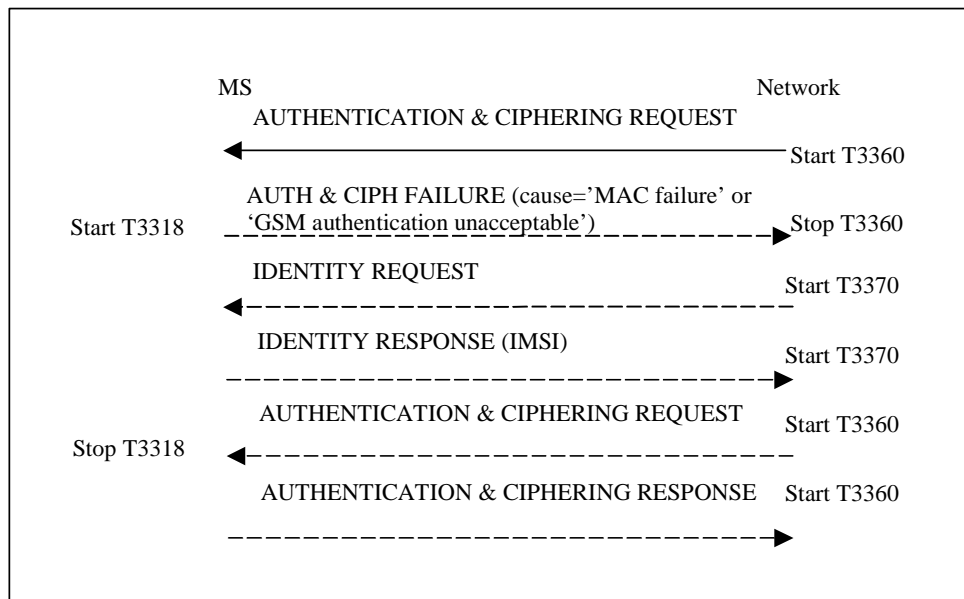 MS Network
AUTHENTICATION & CIPHERING REQUEST
Start T3360
AUTH & CIPH FAILURE (cause=’MAC failure’ or
‘GSM authentication unacceptable’)
Start T3318
Stop T3360
IDENTITY REQUEST
Start T3370
IDENTITY RESPONSE (IMSI)
Start T3370
AUTHENTICATION & CIPHERING REQUEST
Start T3360
Stop T3318
AUTHENTICATION & CIPHERING RESPONSE
Start T3360